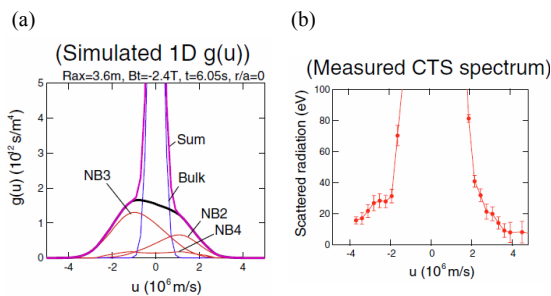 (a)
(Simulated 1D g(u))
Rax=3.6m, Bt=-2.4T, t=6.05s, r/a=0
g(u) (10¹² s/m⁴)
5
4
3
2
1
0
Sum
Bulk
NB3
NB2
NB4
-4 -2 0 2 4
u (10⁶ m/s)
(b)
(Measured CTS spectrum)
Scattered radiation (eV)
100
80
60
40
20
0
-4 -2 0 2 4
u (10⁶ m/s)